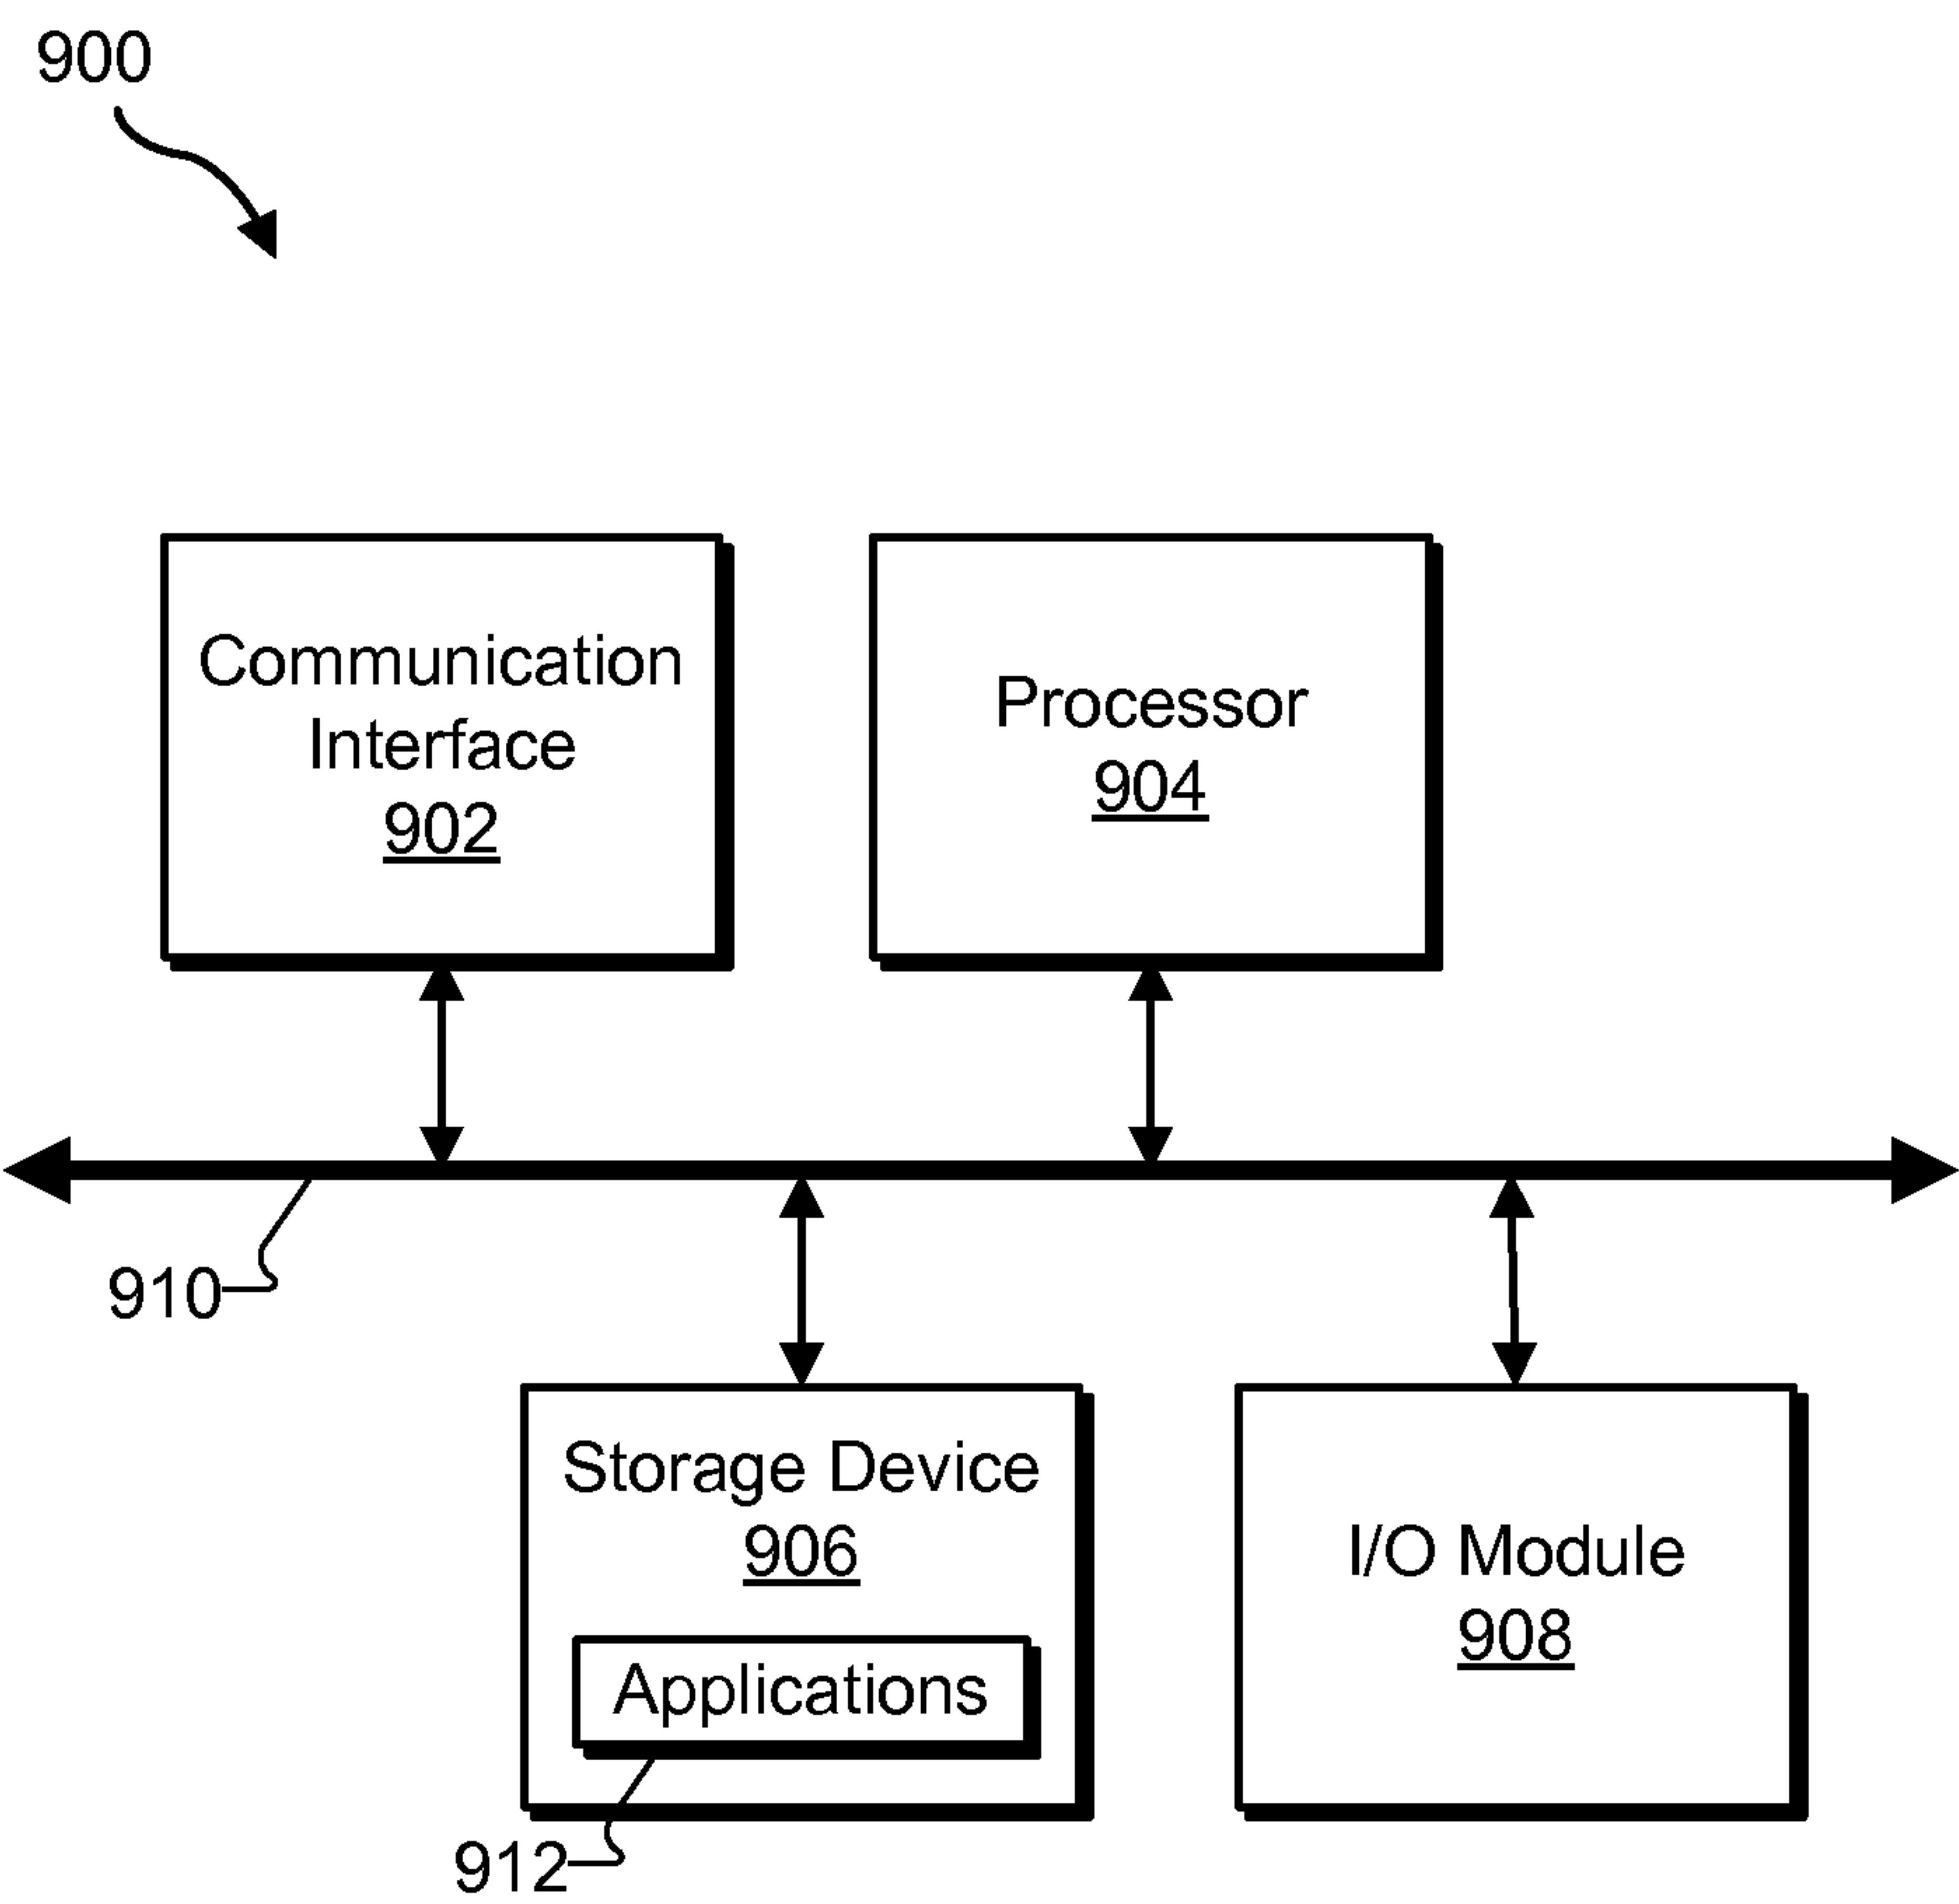 900
Communication
Interface
902
Processor
904
910
Storage Device
906
Applications
912
I/O Module
908